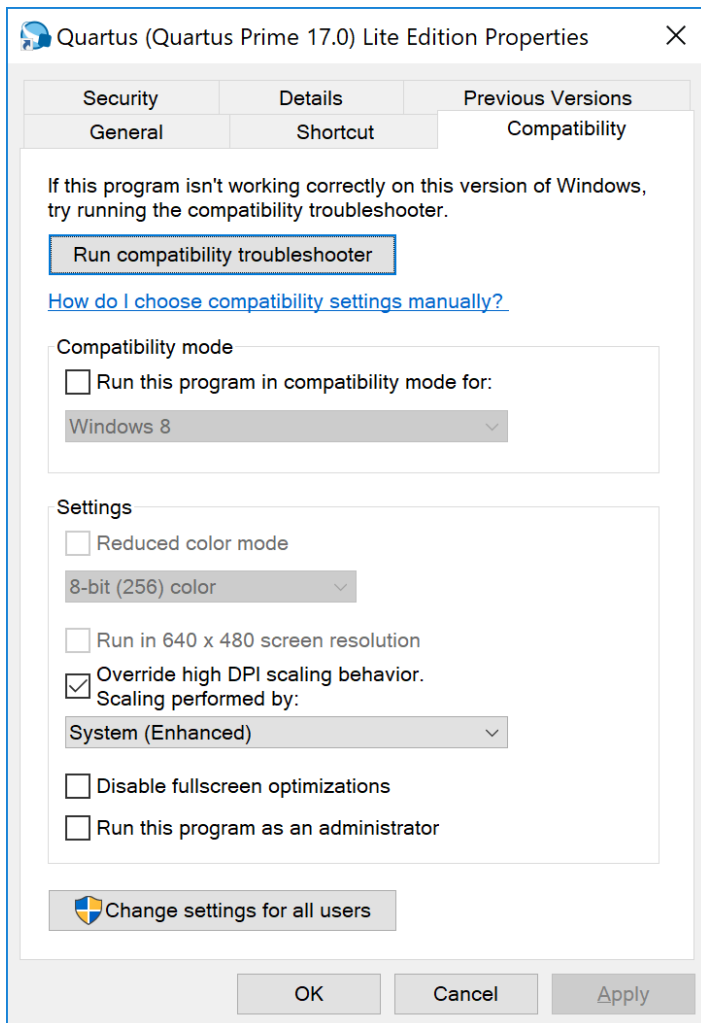 Quartus (Quartus Prime 17.0) Lite Edition Properties
Security
Details
Previous Versions
General
Shortcut
Compatibility
If this program isn't working correctly on this version of Windows,
try running the compatibility troubleshooter.
Run compatibility troubleshooter
How do I choose compatibility settings manually?
Compatibility mode
Run this program in compatibility mode for:
Windows 8
Settings
Reduced color mode
8-bit (256) color
Run in 640 x 480 screen resolution
Override high DPI scaling behavior.
Scaling performed by:
System (Enhanced)
Disable fullscreen optimizations
Run this program as an administrator
Change settings for all users
OK
Cancel
Apply